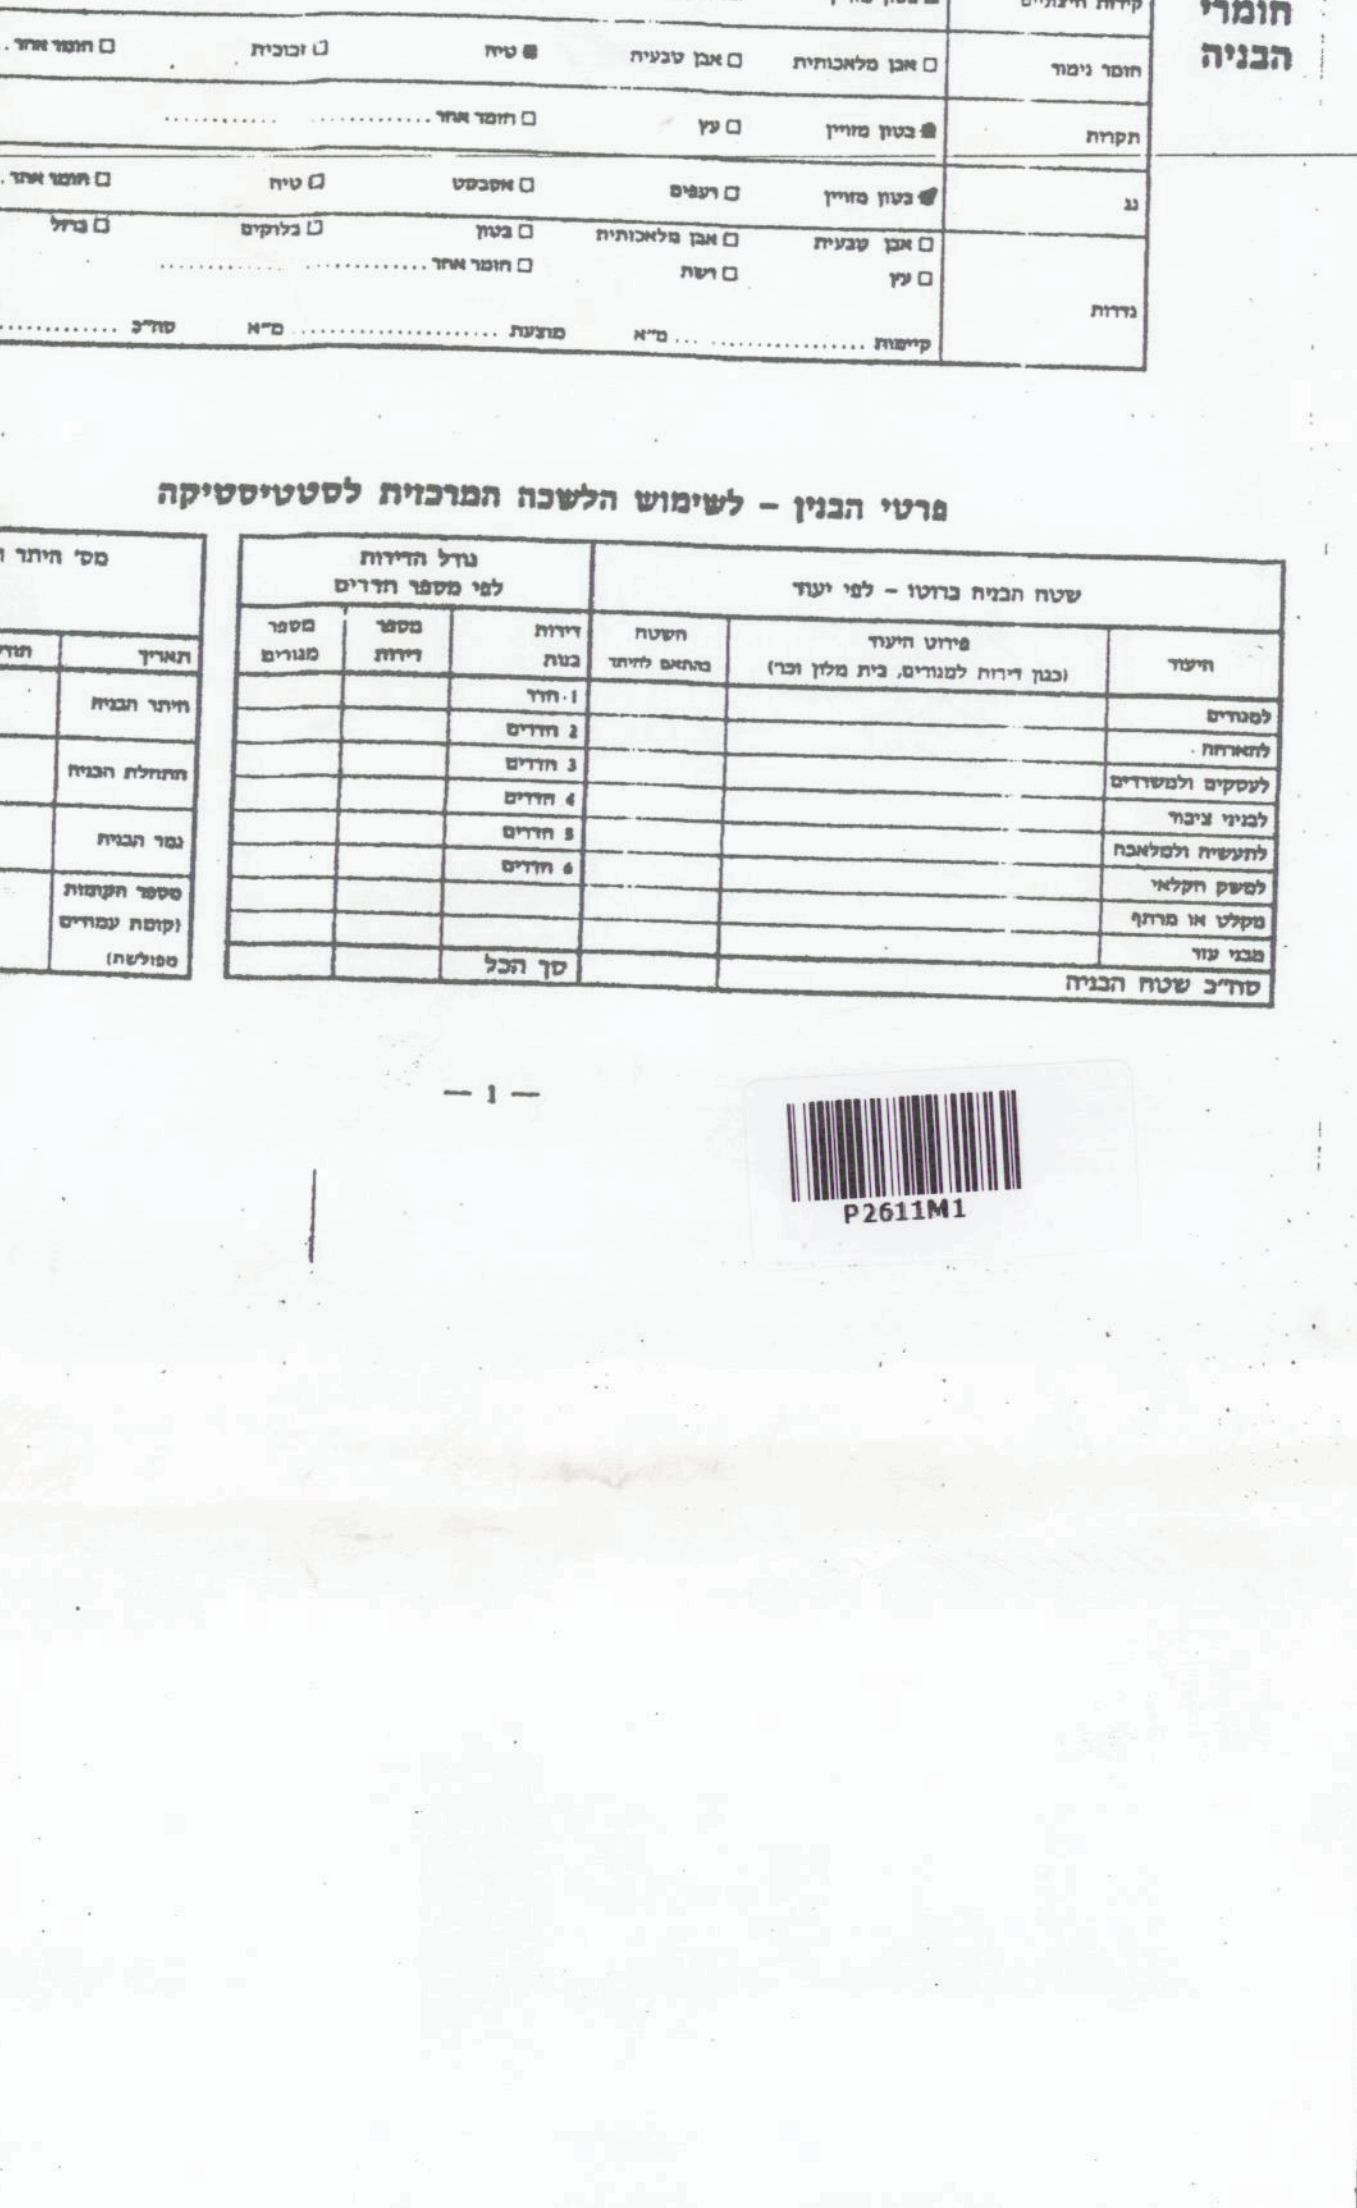 חומרי
הבניה
קירות חיצוניים
חומר גימור □ אבן מלאכותית □ אבן טבעית ■ טיח □ זכוכית □ חומר אחר .
תקרות ■ בטון מזויין □ עץ □ חומר אחר ....................
גג ■ בטון מזויין □ רעפים □ אסבסט □ טיח □ חומר אחר .
גדרות □ אבן טבעית □ אבן מלאכותית □ בטון □ בלוקים □ ברזל
□ עץ □ רשת □ חומר אחר ....................
קיימות .................... מ״א מוצעת .................... מ״א סה״כ ............
פרטי הבנין – לשימוש הלשכה המרכזית לסטטיסטיקה
שטח הבניה ברוטו – לפי יעוד
היעוד
פירוט היעוד
(כגון דירות למגורים, בית מלון וכו')
השטח
בהתאם להיתר
למגורים
להארחה
לעסקים ולמשרדים
לבניני ציבור
לתעשיה ולמלאכה
למשק חקלאי
מקלט או מרתף
מבני עזר
סה״כ שטח הבניה
גודל הדירות
לפי מספר חדרים
דירות
בנות
מספר
דירות
מספר
מגורים
1 חדר
2 חדרים
3 חדרים
4 חדרים
5 חדרים
6 חדרים
סך הכל
מס' היתר
תאריך
היתר הבניה
התחלת הבניה
גמר הבניה
מספר הקומות
(קומת עמודים
מפולשת)
— 1 —
P2611M1